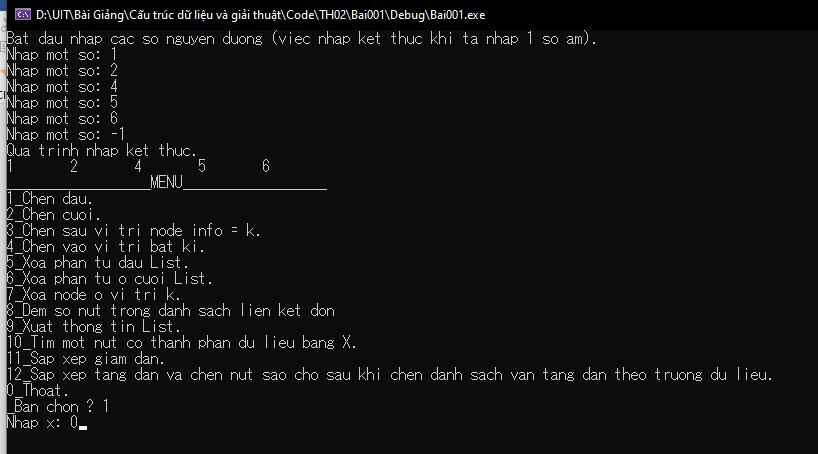 D:\UIT\Bài Giảng\Cấu trúc dữ liệu và giải thuật\Code\TH02\Bai001\Debug\Bai001.exe
Bat dau nhap cac so nguyen duong (viec nhap ket thuc khi ta nhap 1 so am).
Nhap mot so: 1
Nhap mot so: 2
Nhap mot so: 4
Nhap mot so: 5
Nhap mot so: 6
Nhap mot so: -1
Qua trinh nhap ket thuc.
1 2 4 5 6
__________________MENU__________________
1_Chen dau.
2_Chen cuoi.
3_Chen sau vi tri node info = k.
4_Chen vao vi tri bat ki.
5_Xoa phan tu dau List.
6_Xoa phan tu o cuoi List.
7_Xoa node o vi tri k.
8_Dem so nut trong danh sach lien ket don
9_Xuat thong tin List.
10_Tim mot nut co thanh phan du lieu bang X.
11_Sap xep giam dan.
12_Sap xep tang dan va chen nut sao cho sau khi chen danh sach van tang dan theo truong du lieu.
0_Thoat.
_Ban chon ? 1
Nhap x: 0